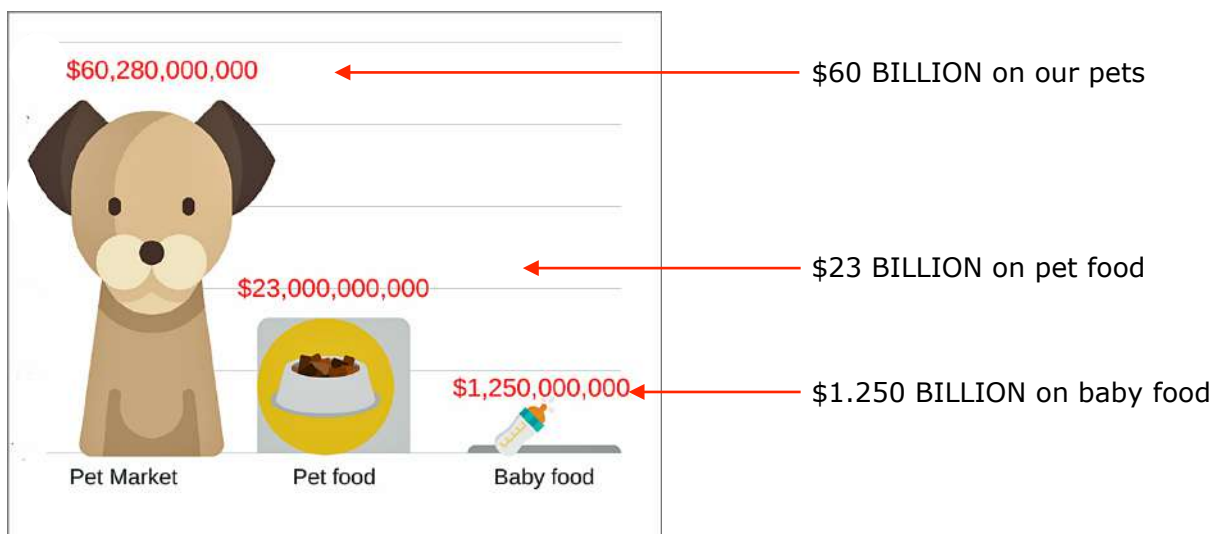 $60,280,000,000
$60 BILLION on our pets
$23 BILLION on pet food
$23,000,000,000
$1,250,000,000
$1.250 BILLION on baby food
Pet Market
Pet food
Baby food